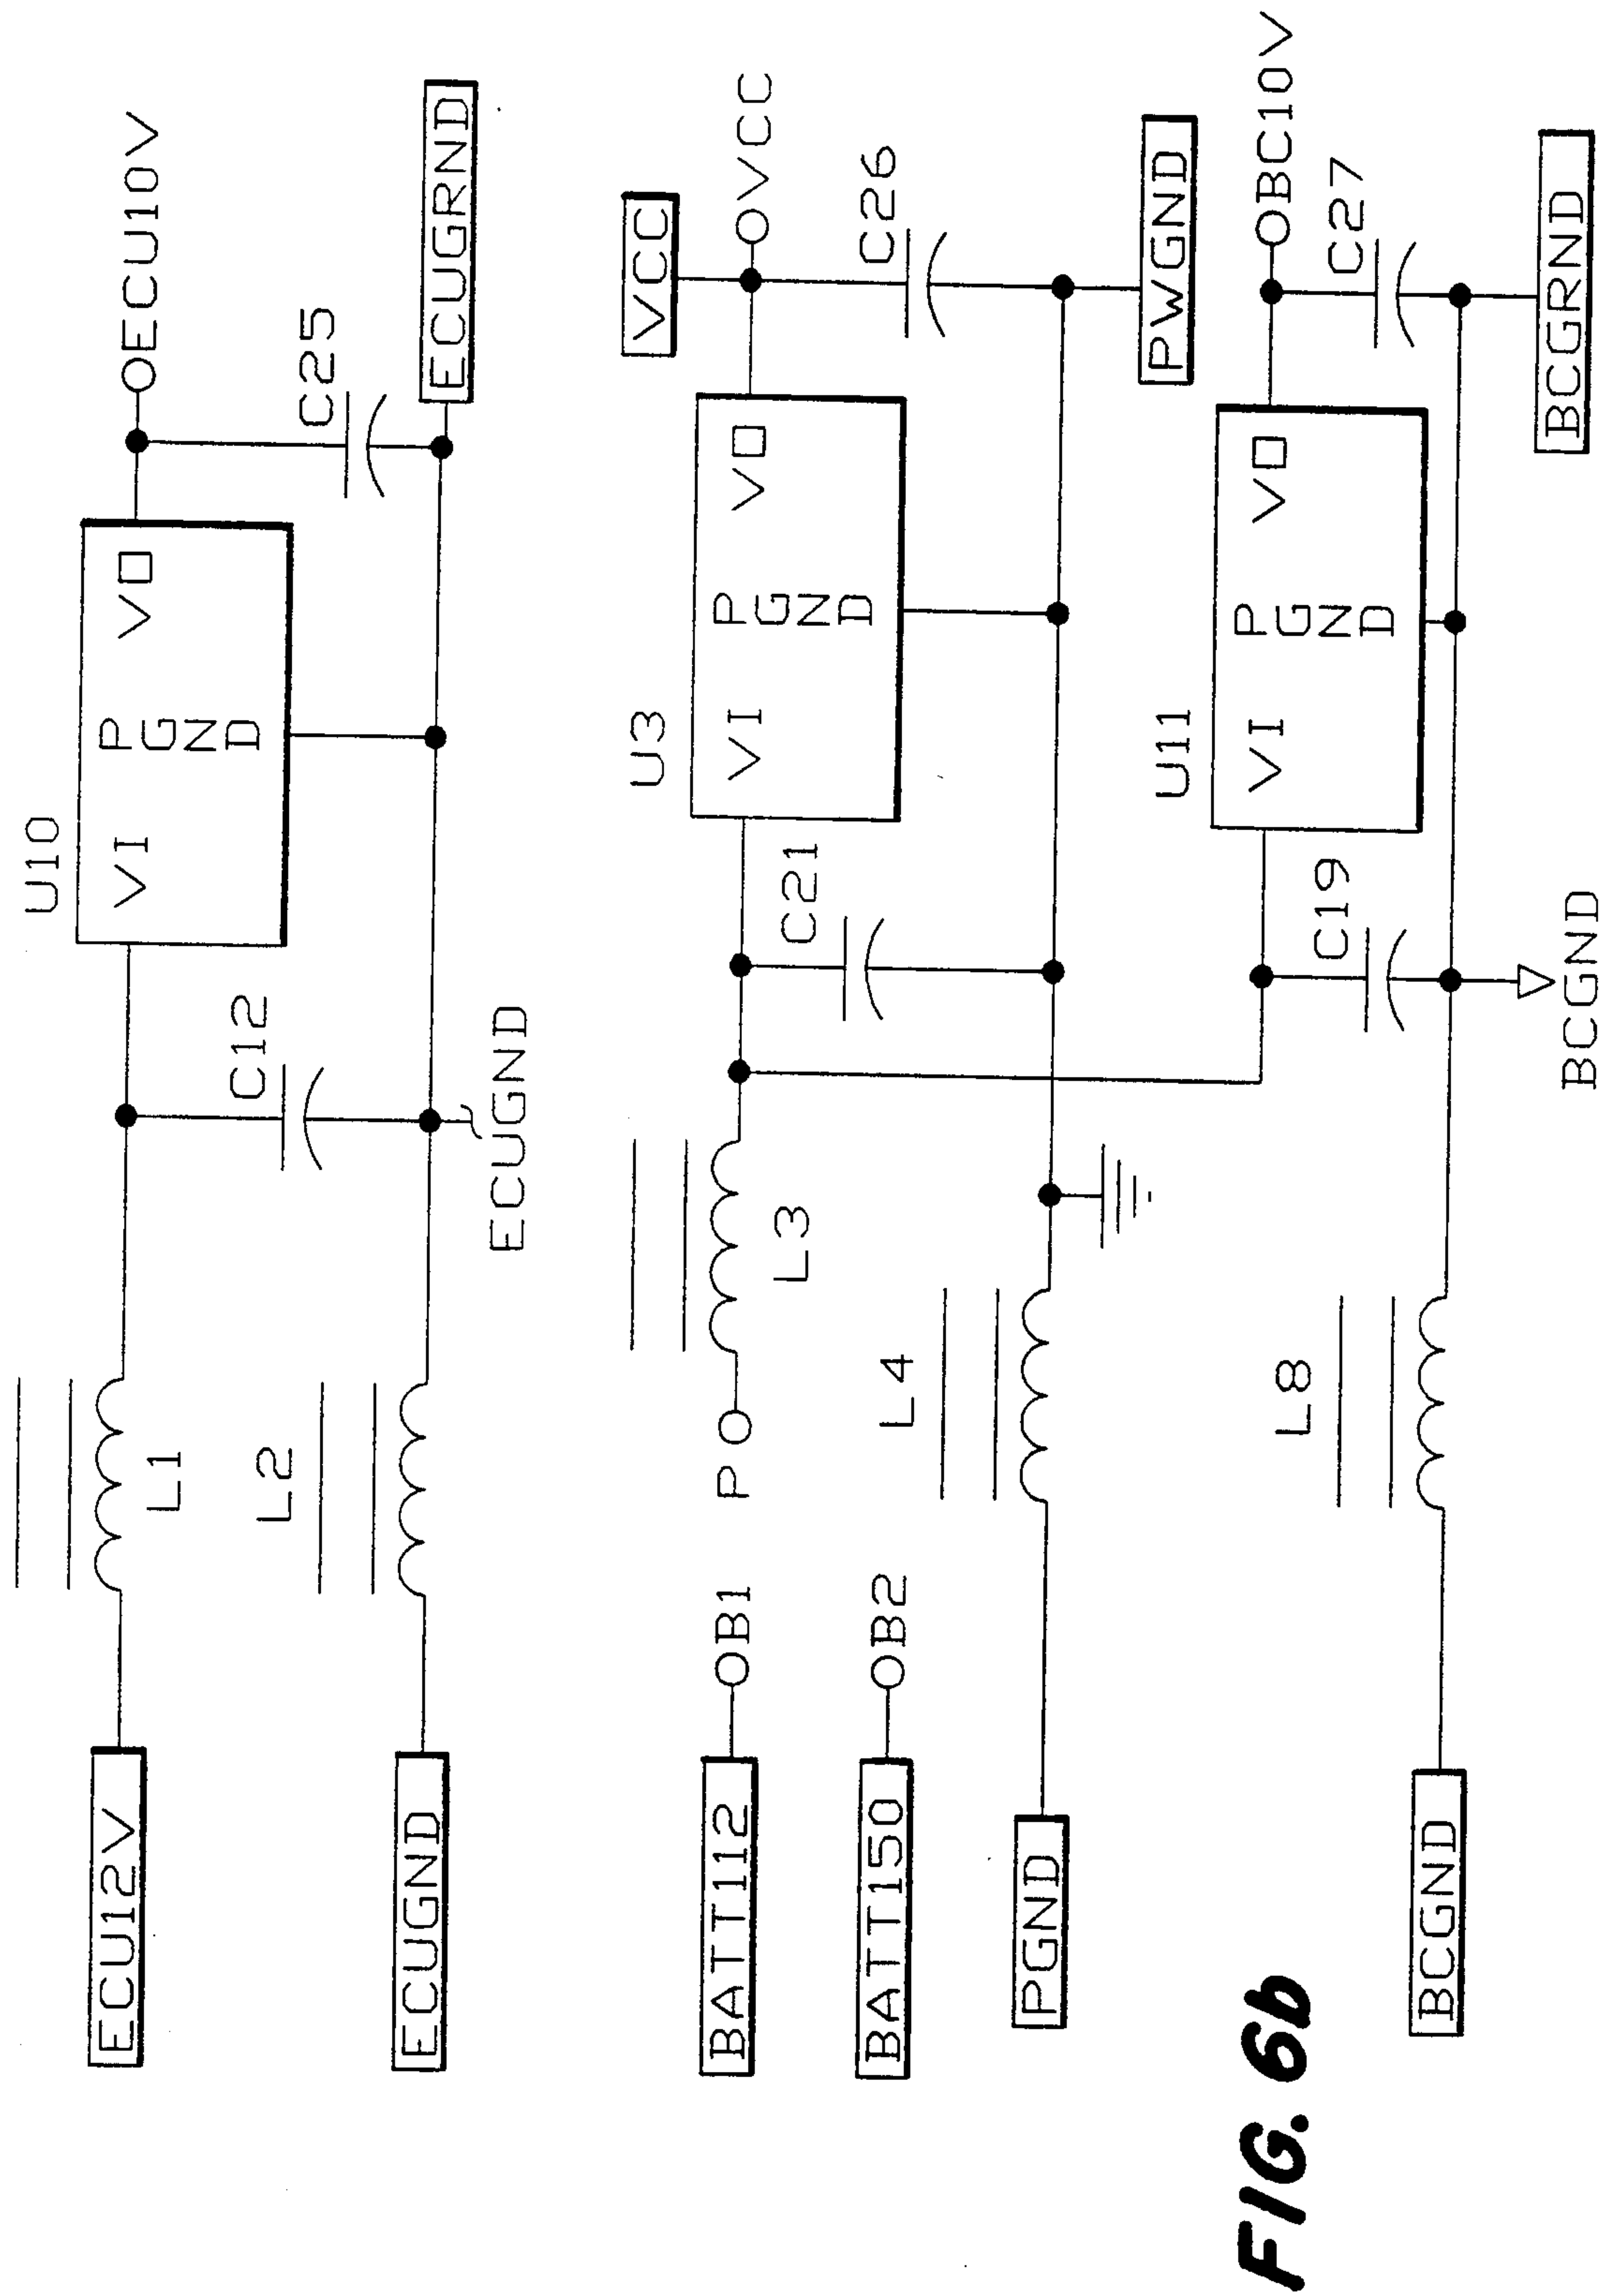 U10
VI
PGND
VO
ECU10V
ECU12V
L1
C12
C25
L2
ECUGND
ECUGND
ECUGRND
VCC
U3
VI
PGND
VO
VCC
BATT112
B1
P
L3
C21
C26
BATT150
B2
L4
PGND
PWGND
U11
VI
PGND
VO
BC10V
C19
C27
L8
BCGND
BCGND
BCGRND
FIG. 6b